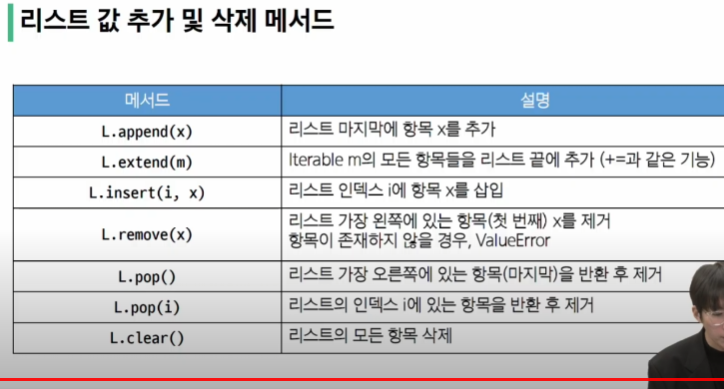 리스트 값 추가 및 삭제 메서드
메서드 설명
L.append(x) 리스트 마지막에 항목 x를 추가
L.extend(m) Iterable m의 모든 항목들을 리스트 끝에 추가 (+=과 같은 기능)
L.insert(i, x) 리스트 인덱스 i에 항목 x를 삽입
L.remove(x) 리스트 가장 왼쪽에 있는 항목(첫 번째) x를 제거
항목이 존재하지 않을 경우, ValueError
L.pop() 리스트 가장 오른쪽에 있는 항목(마지막)을 반환 후 제거
L.pop(i) 리스트의 인덱스 i에 있는 항목을 반환 후 제거
L.clear() 리스트의 모든 항목 삭제